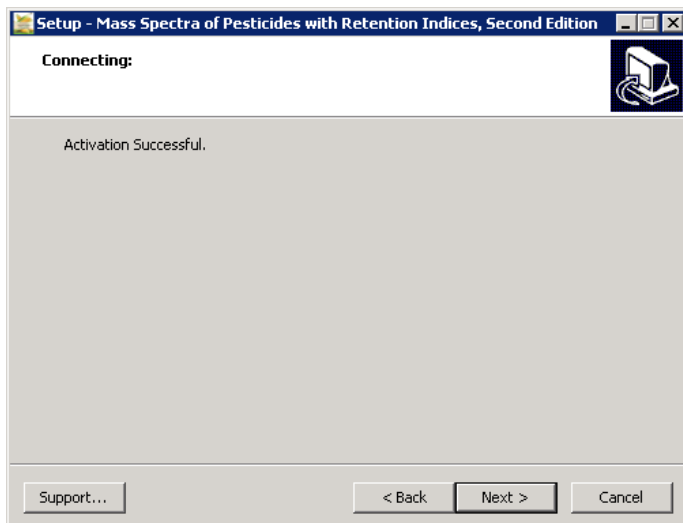 Setup - Mass Spectra of Pesticides with Retention Indices, Second Edition
Connecting:
Activation Successful.
Support...
< Back
Next >
Cancel